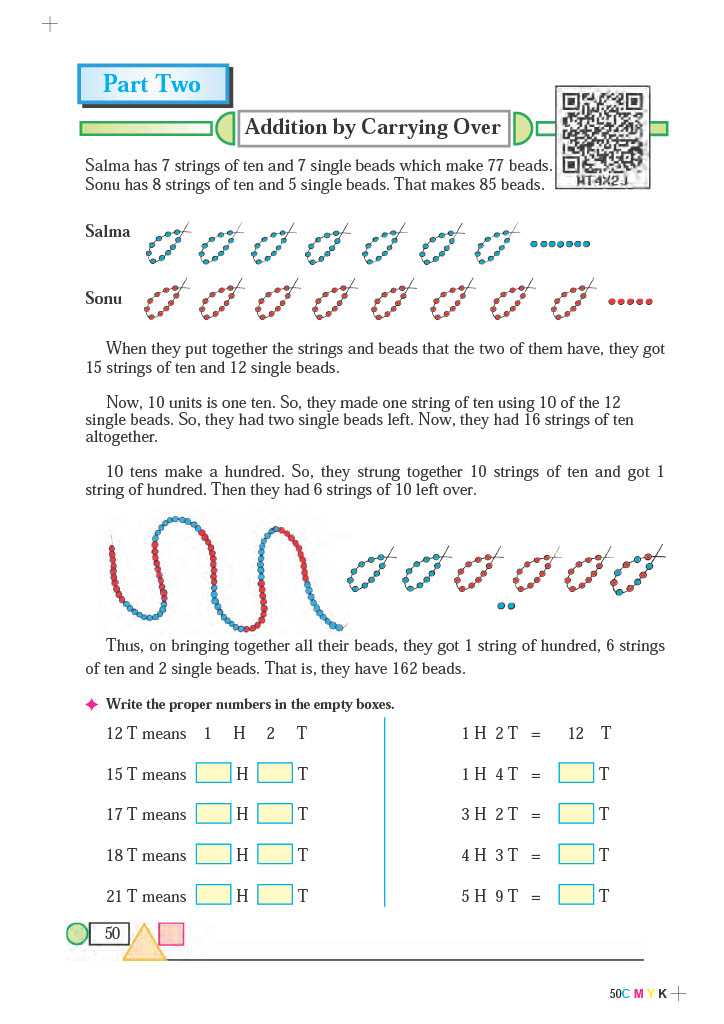 Part Two
Addition by Carrying Over
WT4X2J
Salma has 7 strings of ten and 7 single beads which make 77 beads.
Sonu has 8 strings of ten and 5 single beads. That makes 85 beads.
Salma
Sonu
When they put together the strings and beads that the two of them have, they got
15 strings of ten and 12 single beads.
Now, 10 units is one ten. So, they made one string of ten using 10 of the 12
single beads. So, they had two single beads left. Now, they had 16 strings of ten
altogether.
10 tens make a hundred. So, they strung together 10 strings of ten and got 1
string of hundred. Then they had 6 strings of 10 left over.
Thus, on bringing together all their beads, they got 1 string of hundred, 6 strings
of ten and 2 single beads. That is, they have 162 beads.
Write the proper numbers in the empty boxes.
12 T means 1 H 2 T
15 T means H T
17 T means H T
18 T means H T
21 T means H T
1 H 2 T = 12 T
1 H 4 T = T
3 H 2 T = T
4 H 3 T = T
5 H 9 T = T
50
50C M Y K